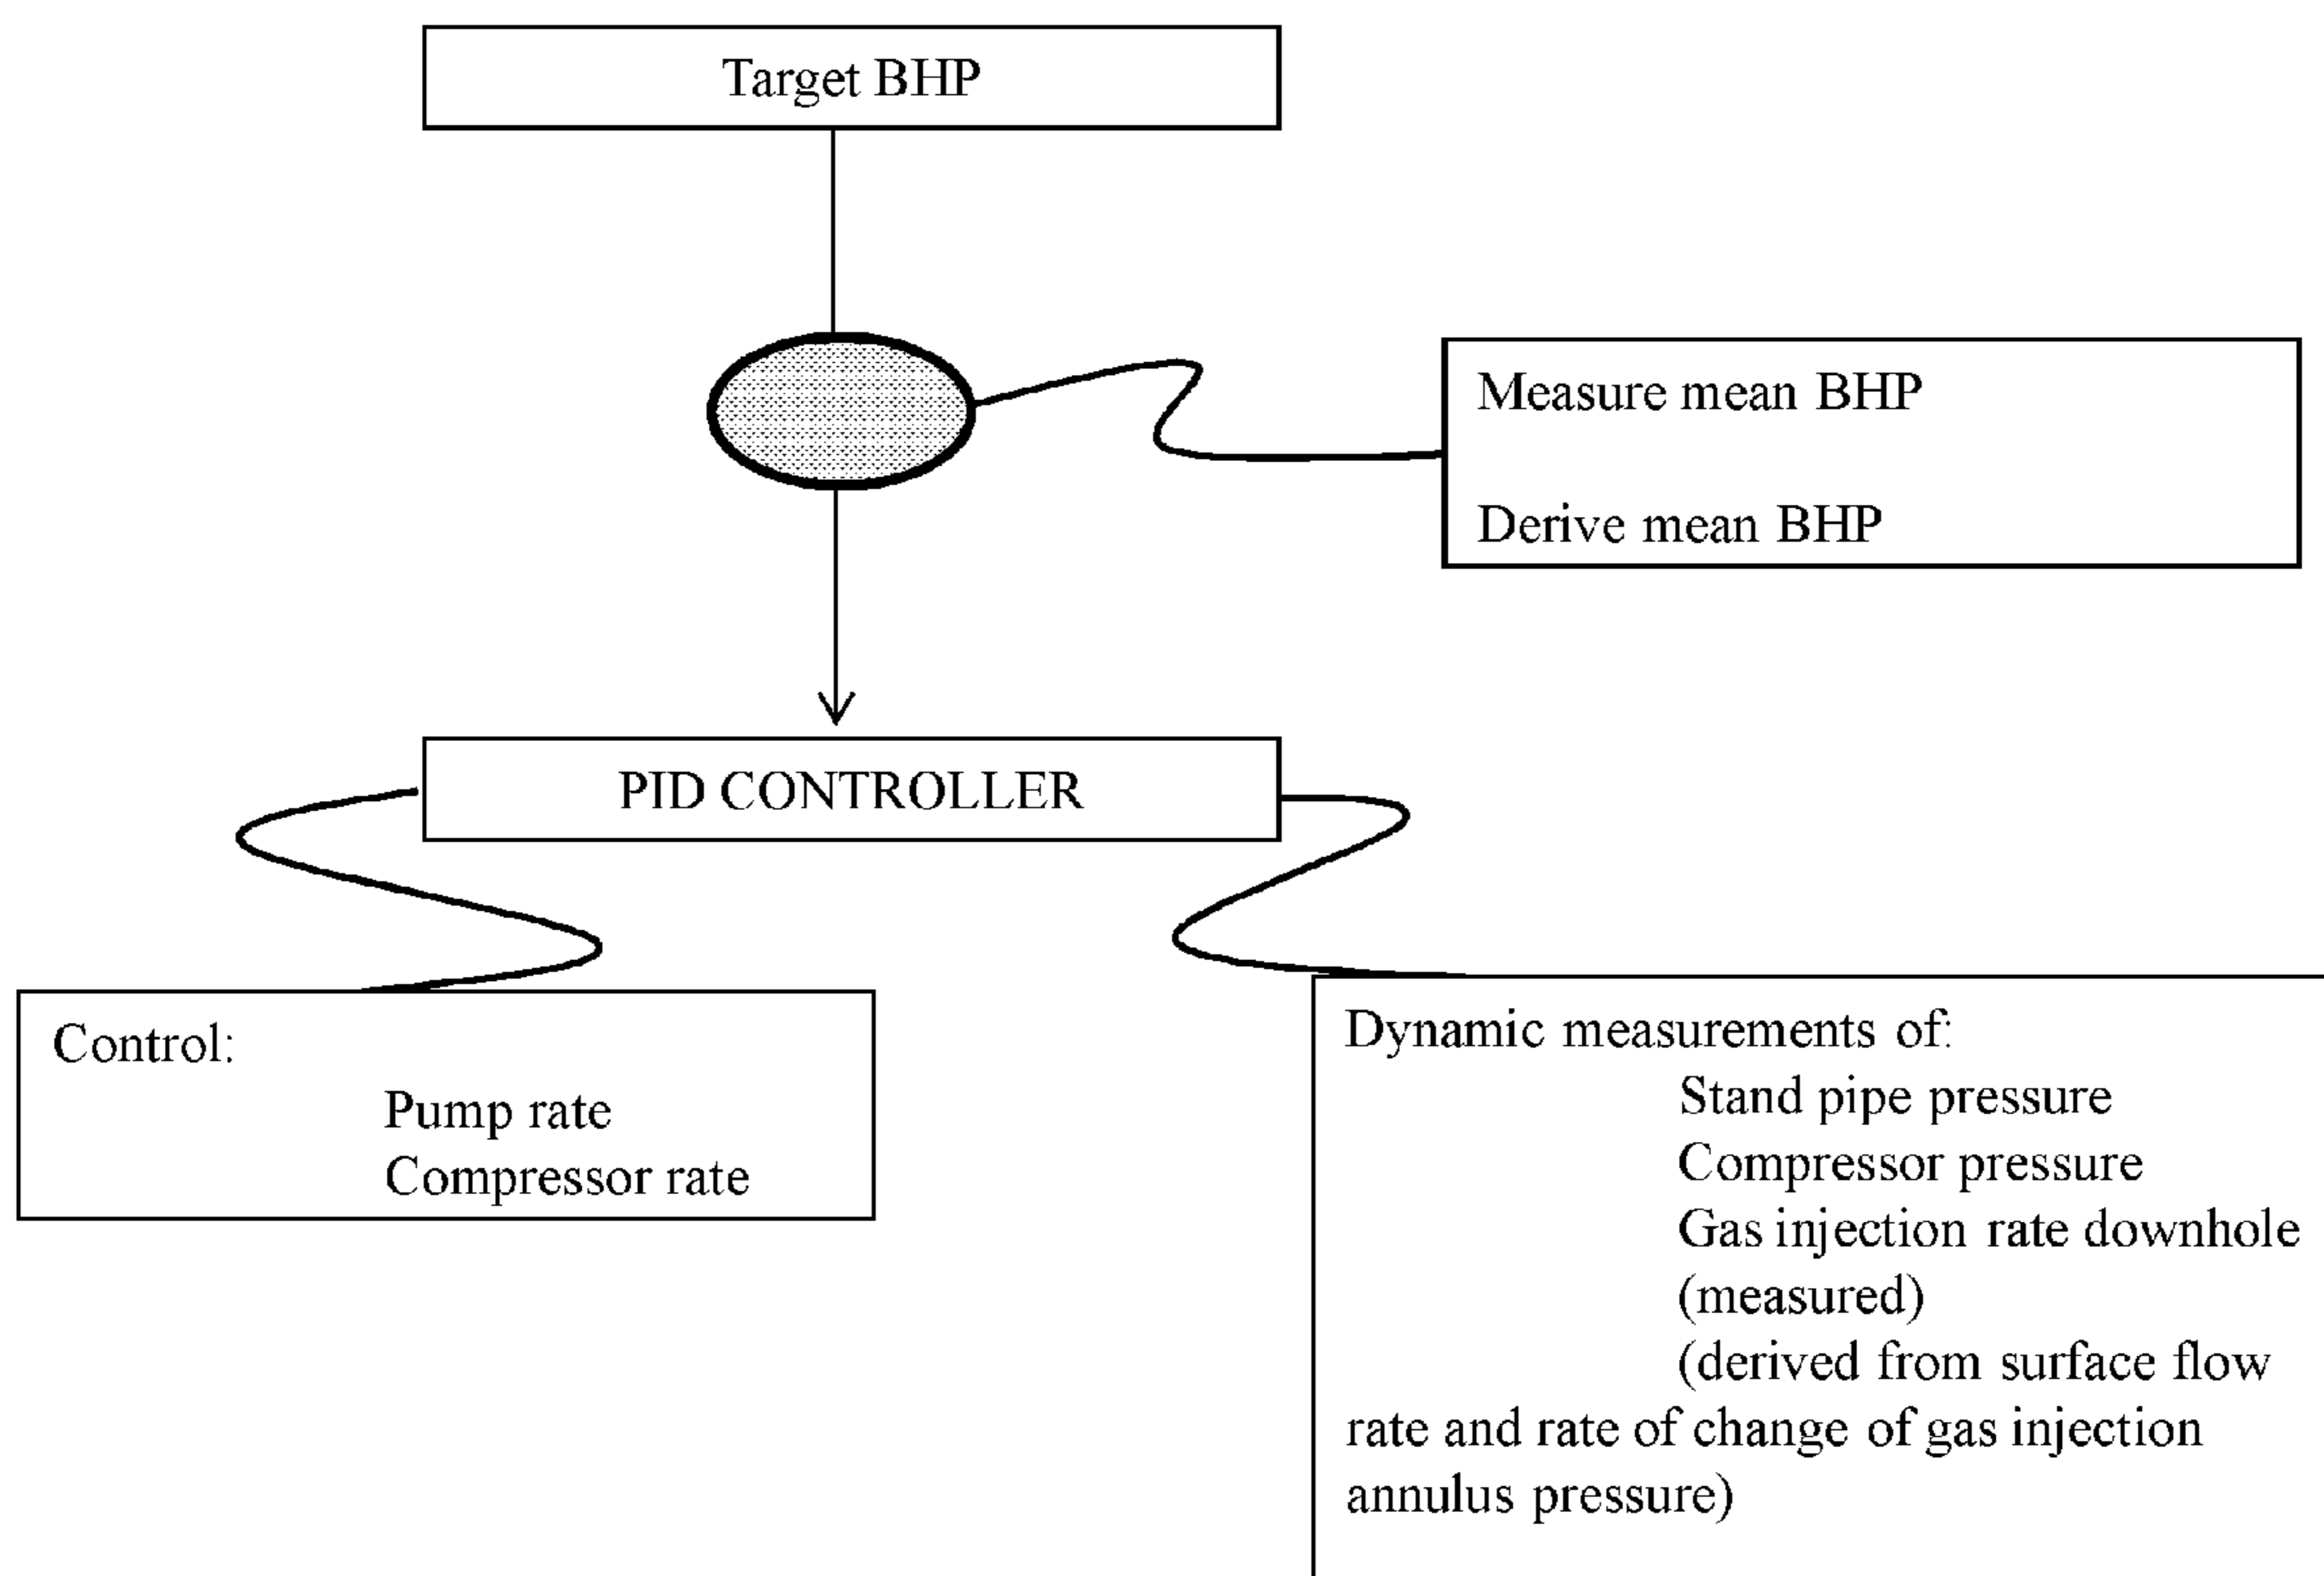 Target BHP
Measure mean BHP
Derive mean BHP
PID CONTROLLER
Control:
Pump rate
Compressor rate
Dynamic measurements of:
Stand pipe pressure
Compressor pressure
Gas injection rate downhole
(measured)
(derived from surface flow
rate and rate of change of gas injection
annulus pressure)